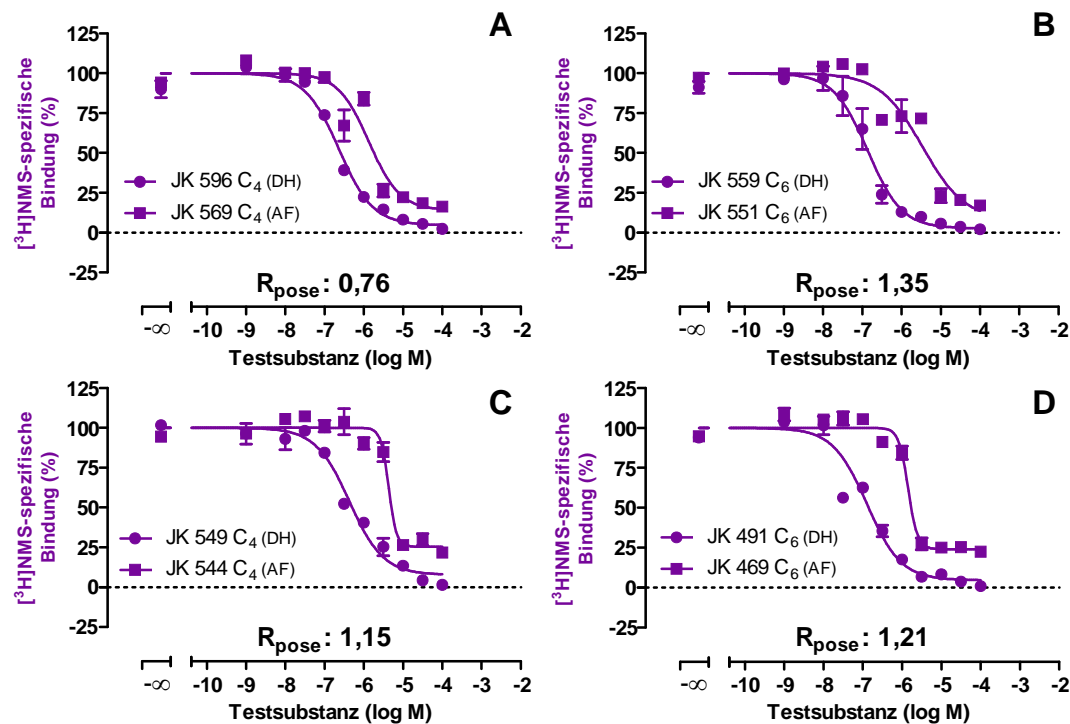 A
125
100
75
50
25
0
-25
[³H]NMS-spezifische
Bindung (%)
JK 596 C₄ (DH)
JK 569 C₄ (AF)
Rpose: 0,76
-∞ -10 -9 -8 -7 -6 -5 -4 -3 -2
Testsubstanz (log M)
B
125
100
75
50
25
0
-25
[³H]NMS-spezifische
Bindung (%)
JK 559 C₆ (DH)
JK 551 C₆ (AF)
Rpose: 1,35
-∞ -10 -9 -8 -7 -6 -5 -4 -3 -2
Testsubstanz (log M)
C
125
100
75
50
25
0
-25
[³H]NMS-spezifische
Bindung (%)
JK 549 C₄ (DH)
JK 544 C₄ (AF)
Rpose: 1,15
-∞ -10 -9 -8 -7 -6 -5 -4 -3 -2
Testsubstanz (log M)
D
125
100
75
50
25
0
-25
[³H]NMS-spezifische
Bindung (%)
JK 491 C₆ (DH)
JK 469 C₆ (AF)
Rpose: 1,21
-∞ -10 -9 -8 -7 -6 -5 -4 -3 -2
Testsubstanz (log M)